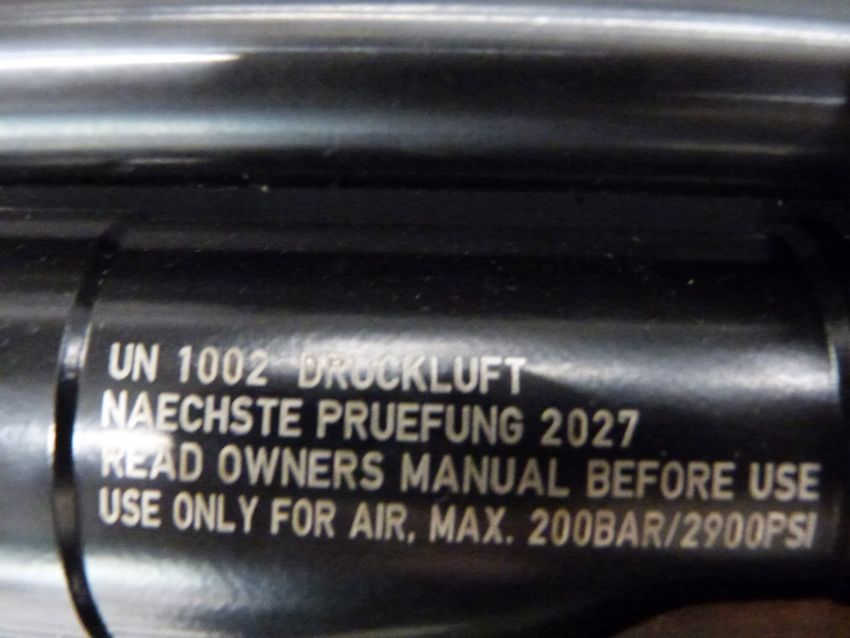 UN 1002 DRUCKLUFT
NAECHSTE PRUEFUNG 2027
READ OWNERS MANUAL BEFORE USE
USE ONLY FOR AIR, MAX. 200BAR/2900PSI